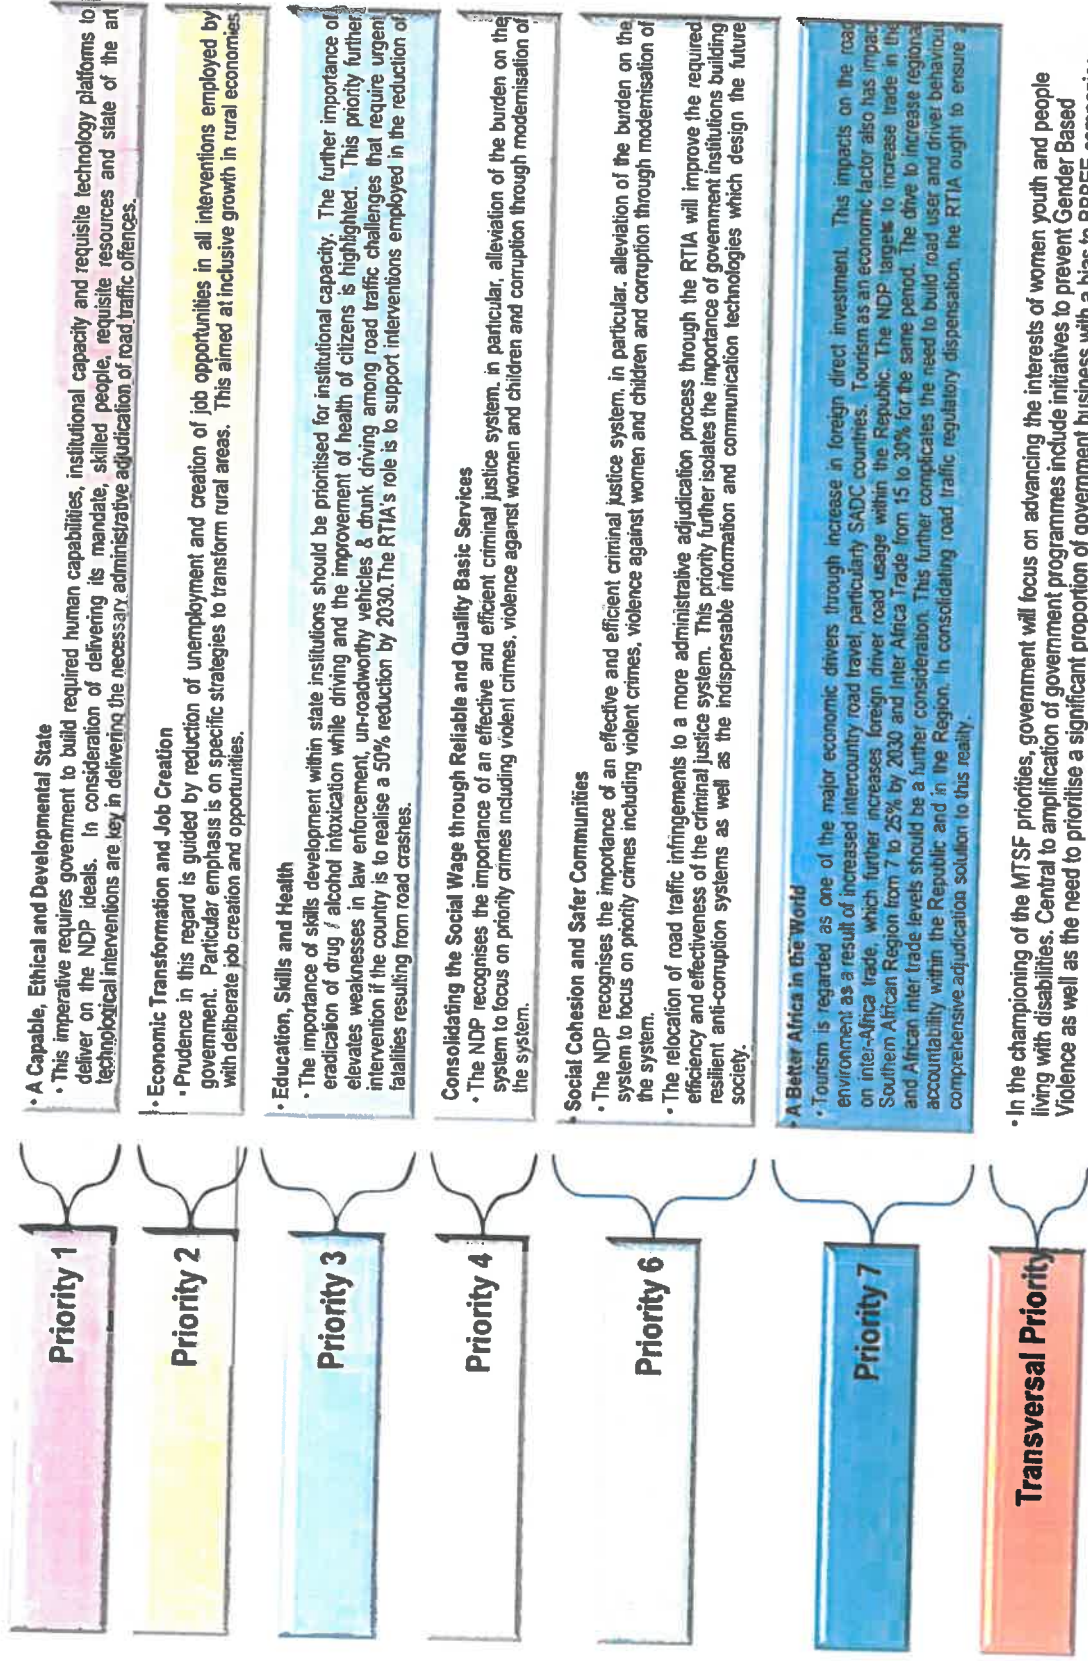 Priority 1
• A Capable, Ethical and Developmental State
• This imperative requires government to build required human capabilities, institutional capacity and requisite technology platforms to
deliver on the NDP ideals. In consideration of delivering its mandate, skilled people, requisite resources and state of the art
technological interventions are key in delivering the necessary administrative adjudication of road traffic offences.
Priority 2
• Economic Transformation and Job Creation
• Prudence in this regard is guided by reduction of unemployment and creation of job opportunities in all interventions employed by
government. Particular emphasis is on specific strategies to transform rural areas. This aimed at inclusive growth in rural economies
with deliberate job creation and opportunities.
Priority 3
• Education, Skills and Health
• The importance of skills development within state institutions should be prioritised for institutional capacity. The further importance of
eradication of drug / alcohol intoxication while driving and the improvement of health of citizens is highlighted. This priority further
elevates weaknesses in law enforcement, un-roadworthy vehicles & drunk driving among road traffic challenges that require urgent
intervention if the country is to realise a 50% reduction by 2030.The RTIA's role is to support interventions employed in the reduction of
fatalities resulting from road crashes.
Priority 4
Consolidating the Social Wage through Reliable and Quality Basic Services
• The NDP recognises the importance of an effective and efficient criminal justice system. in particular, alleviation of the burden on the
system to focus on priority crimes including violent crimes, violence against women and children and corruption through modernisation of
the system.
Priority 6
• Social Cohesion and Safer Communities
• The NDP recognises the importance of an effective and efficient criminal justice system. in particular. alleviation of the burden on the
system to focus on priority crimes including violent crimes, violence against women and children and corruption through modernisation of
the system.
• The relocation of road traffic infringements to a more administrative adjudication process through the RTIA will improve the required
efficiency and effectiveness of the criminal justice system. This priority further isolates the importance of government institutions building
resilient anti-corruption systems as well as the indispensable information and communication technologies which design the future
society.
Priority 7
• A Better Africa in the World
• Tourism is regarded as one of the major economic drivers through increase in foreign direct investment. This impacts on the road
environment as a result of increased intercountry road travel, particularly SADC countries. Tourism as an economic factor also has impac
on inter-Africa trade, which further increases foreign driver road usage within the Republic. The NDP targets to increase trade in the
Southern African Region from 7 to 25% by 2030 and Inter Africa Trade from 15 to 30% for the same period. The drive to increase regiona
and African inter trade levels should be a further consideration. This further complicates the need to build road user and driver behaviour
accountability within the Republic and in the Region. In consolidating road traffic regulatory dispensation, the RTIA ought to ensure a
comprehensive adjudication solution to this reality.
Transversal Priority
• In the championing of the MTSF priorities, government will focus on advancing the interests of women youth and people
living with disabilities. Central to amplification of government programmes include initiatives to prevent Gender Based
Violence as well as the need to prioritise a significant proportion of government business with a bias to